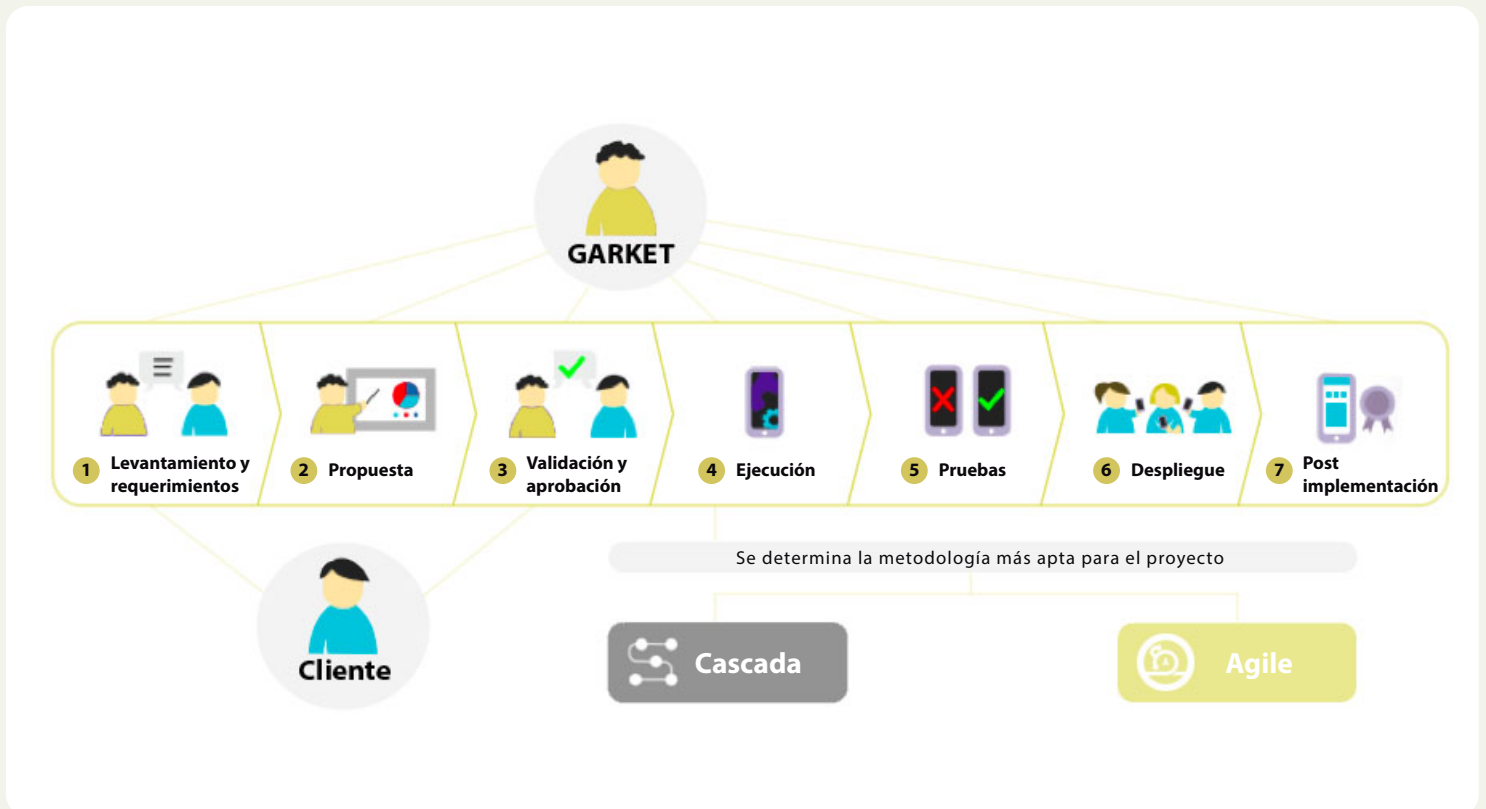 GARKET
1 Levantamiento y
requerimientos
2 Propuesta
3 Validación y
aprobación
4 Ejecución
5 Pruebas
6 Despliegue
7 Post
implementación
Se determina la metodología más apta para el proyecto
Cliente
Cascada
Agile